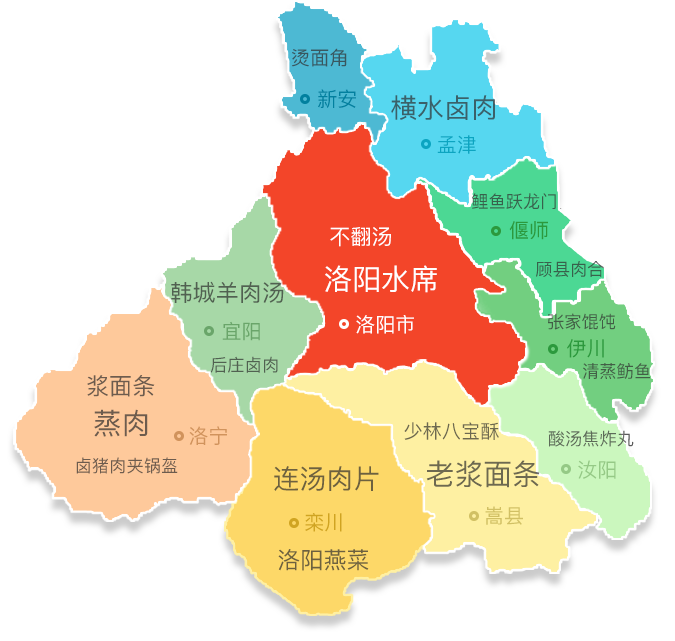 烫面角
新安
横水卤肉
孟津
鲤鱼跃龙门
偃师
顾县肉合
不翻汤
洛阳水席
洛阳市
韩城羊肉汤
宜阳
后庄卤肉
张家馄饨
伊川
清蒸鲂鱼
浆面条
蒸肉
洛宁
卤猪肉夹锅盔
少林八宝酥
老浆面条
嵩县
酸汤焦炸丸
汝阳
连汤肉片
栾川
洛阳燕菜